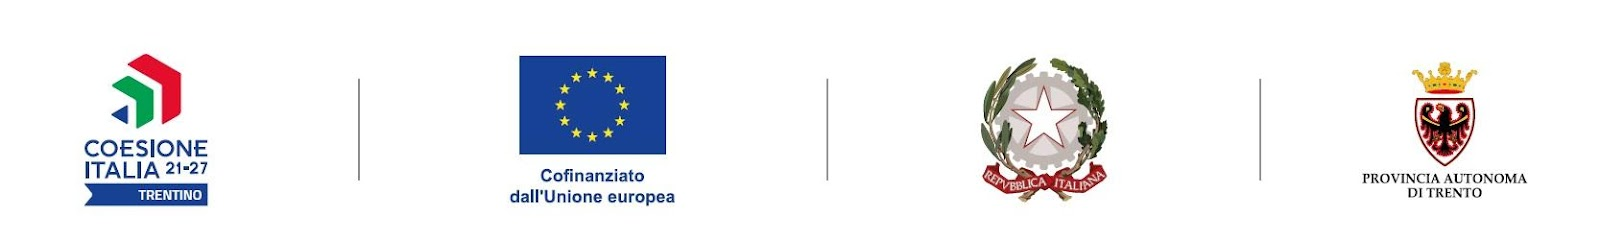 COESIONE
ITALIA 21-27
TRENTINO
Cofinanziato
dall'Unione europea
REPVBBLICA ITALIANA
PROVINCIA AUTONOMA
DI TRENTO